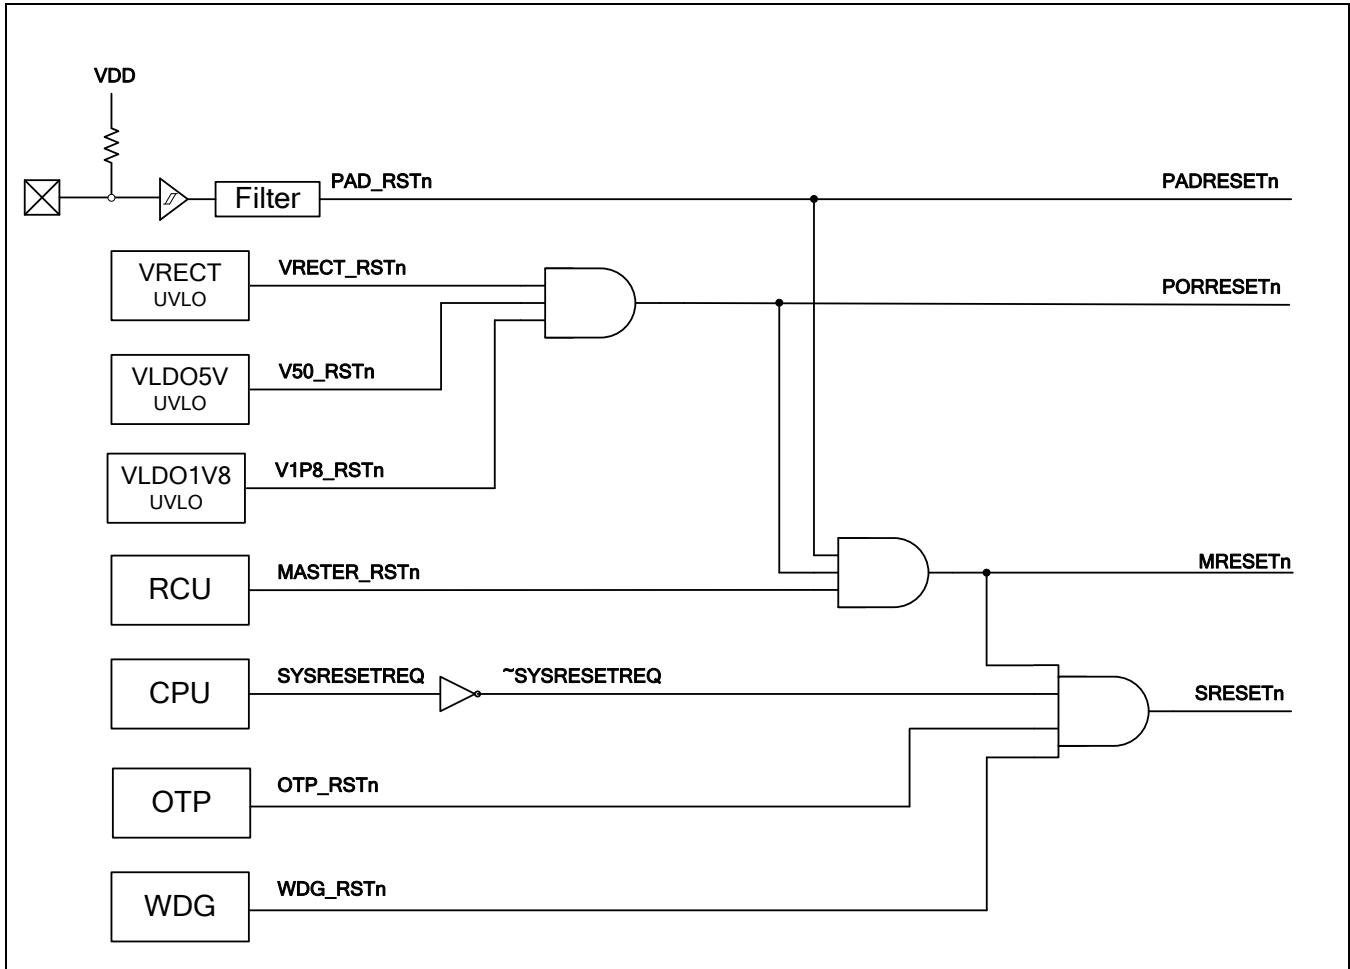 VDD
Filter
PAD_RSTn
PADRESETn
VRECT
UVLO
VRECT_RSTn
PORRESETn
VLDO5V
UVLO
V50_RSTn
VLDO1V8
UVLO
V1P8_RSTn
RCU
MASTER_RSTn
MRESETn
CPU
SYSRESETREQ
~SYSRESETREQ
SRESETn
OTP
OTP_RSTn
WDG
WDG_RSTn